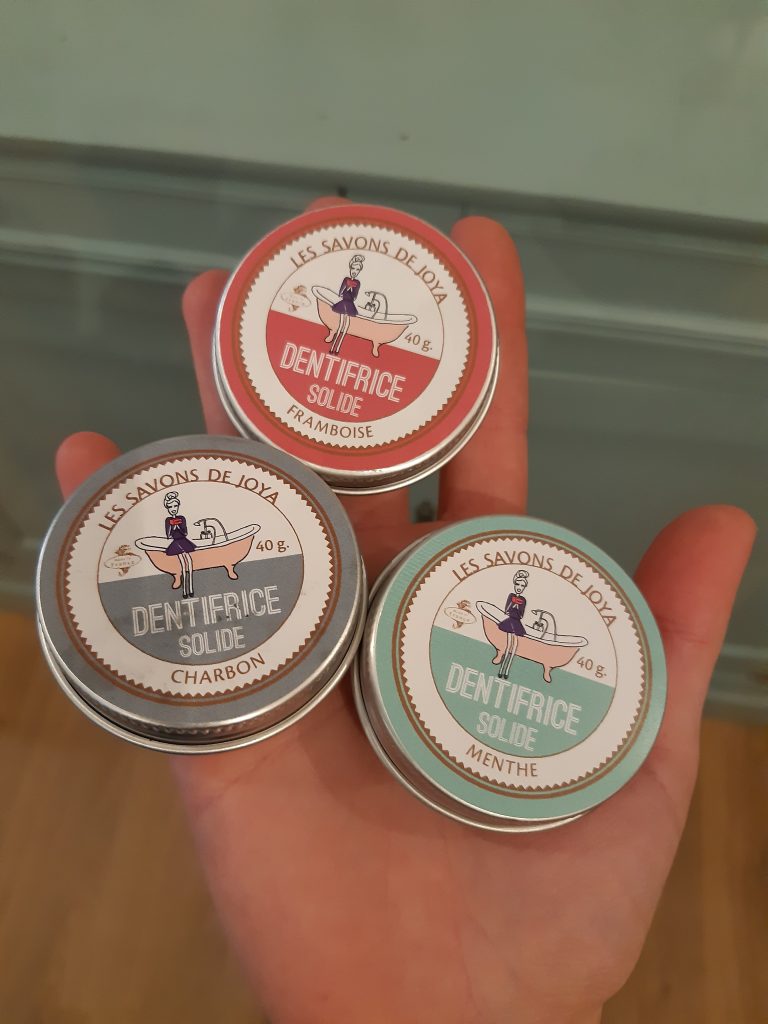 LES SAVONS DE JOYA
40 g.
DENTIFRICE
SOLIDE
FRAMBOISE
LES SAVONS DE JOYA
40 g.
DENTIFRICE
SOLIDE
CHARBON
LES SAVONS DE JOYA
40 g.
DENTIFRICE
SOLIDE
MENTHE